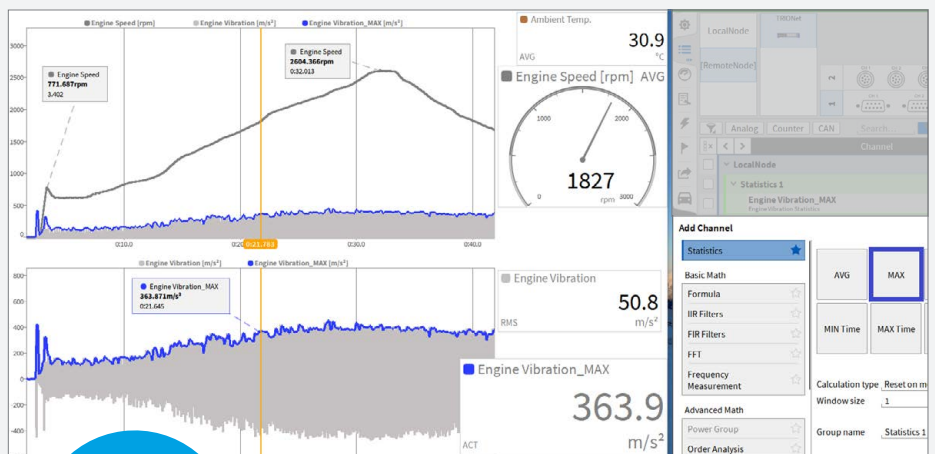 Engine Speed [rpm]
Engine Vibration [m/s²]
Engine Vibration_MAX [m/s²]
3000
2500
2000
1500
1000
500
0
Engine Speed
771.687rpm
3.402
Engine Speed
2604.366rpm
0:32.013
0:10.0
0:20
0:21.753
0:30.0
0:40.0
Engine Vibration [m/s²]
Engine Vibration_MAX [m/s²]
800
600
400
200
0
-200
-400
Engine Vibration_MAX
363.871m/s²
0:21.645
Ambient Temp.
30.9
AVG
°C
Engine Speed [rpm] AVG
1000
2000
1827
0
rpm
3000
Engine Vibration
50.8
RMS
m/s²
Engine Vibration_MAX
363.9
ACT
m/s²
LocalNode
[RemoteNode]
Analog
Counter
CAN
Search...
Channel
LocalNode
Statistics 1
Engine Vibration_MAX
Engine Vibration Statistics
Add Channel
Statistics
Basic Math
Formula
IIR Filters
FIR Filters
FFT
Frequency
Measurement
Advanced Math
Power Group
Order Analysis
AVG
MAX
MIN Time
MAX Time
Calculation type
Reset on m
Window size
1
Group name
Statistics 1